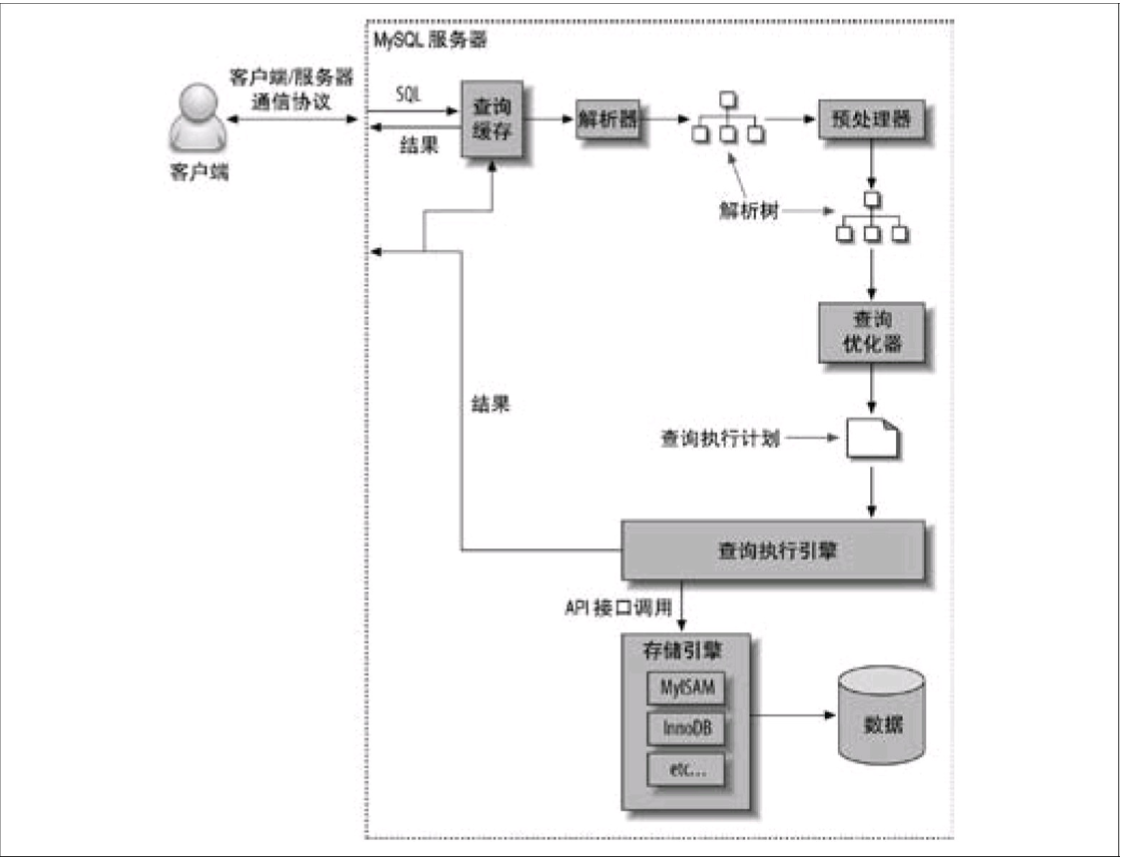 MySQL 服务器
客户端/服务器
通信协议
客户端
SQL
结果
查询
缓存
解析器
预处理器
解析树
查询
优化器
结果
查询执行计划
查询执行引擎
API 接口调用
存储引擎
MyISAM
InnoDB
etc...
数据